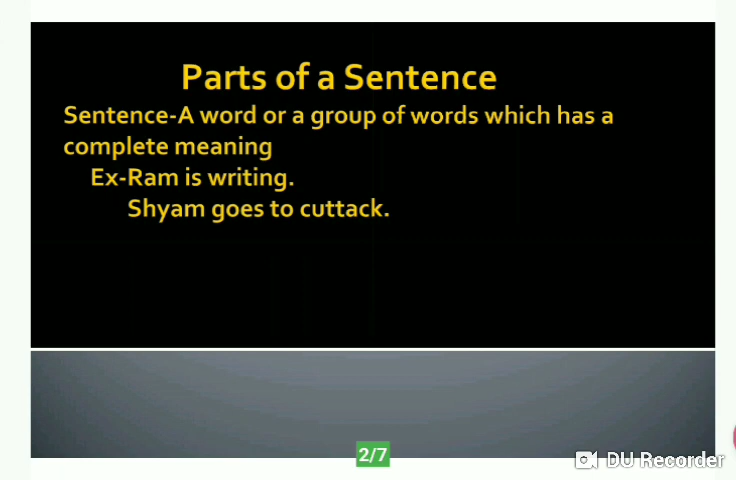 Parts of a Sentence
Sentence-A word or a group of words which has a
complete meaning
Ex-Ram is writing.
Shyam goes to cuttack.
2/7
DU Recorder